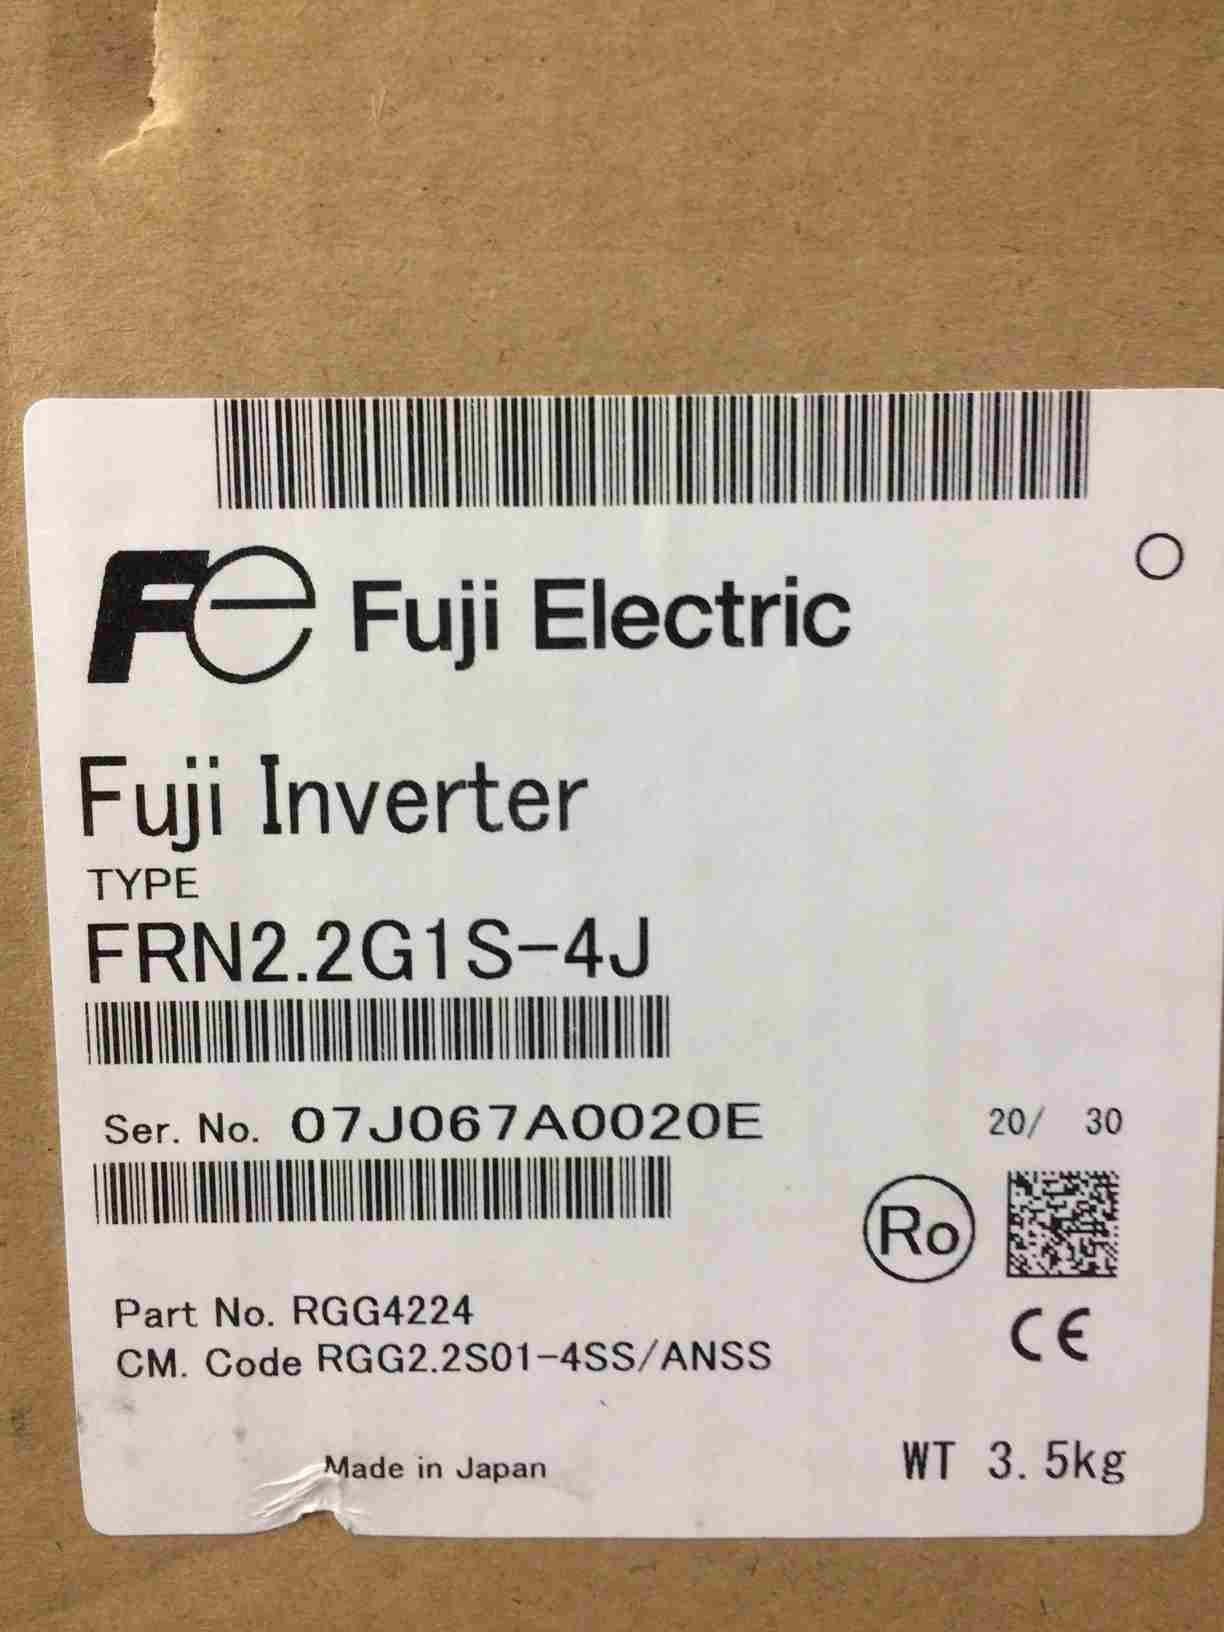 Fe Fuji Electric
Fuji Inverter
TYPE
FRN2.2G1S-4J
Ser. No. 07J067A0020E
20/ 30
Ro
Part No. RGG4224
CM. Code RGG2.2S01-4SS/ANSS
CE
Made in Japan
WT 3.5kg